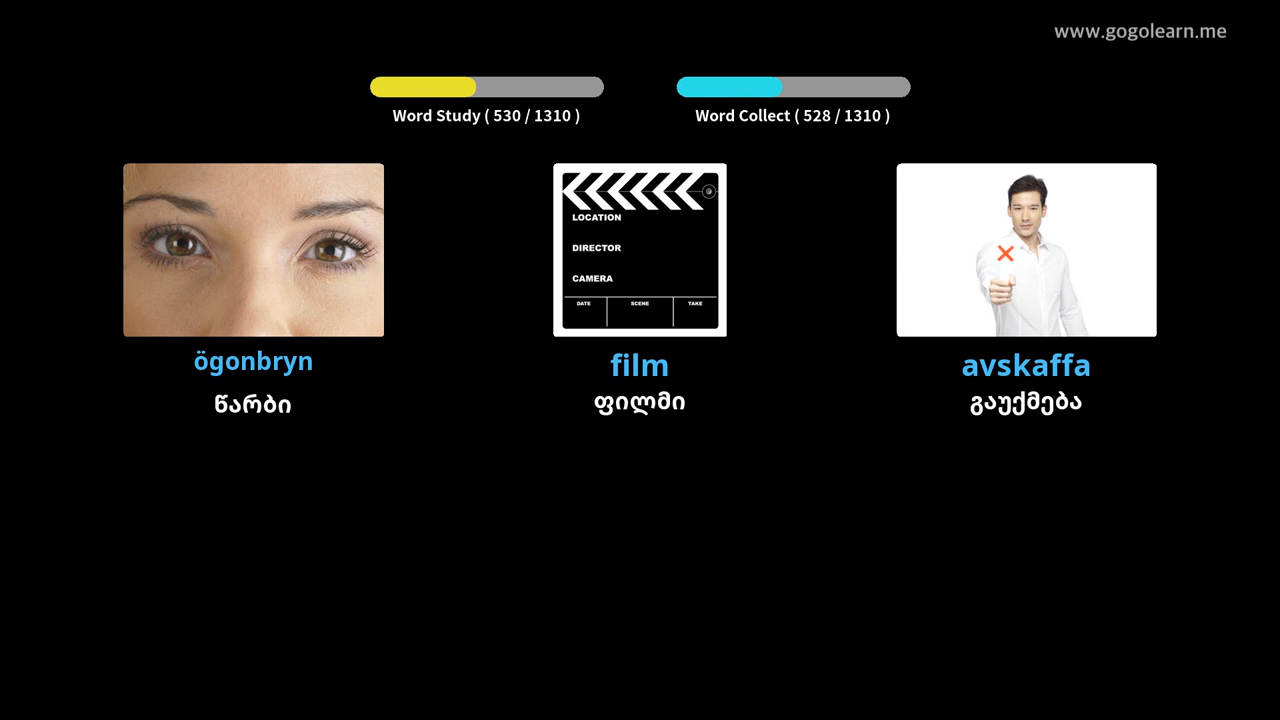 www.gogolearn.me
Word Study ( 530 / 1310 )
Word Collect ( 528 / 1310 )
LOCATION
DIRECTOR
CAMERA
DATE SCENE TAKE
ögonbryn
film
avskaffa
წარბი
ფილმი
გაუქმება